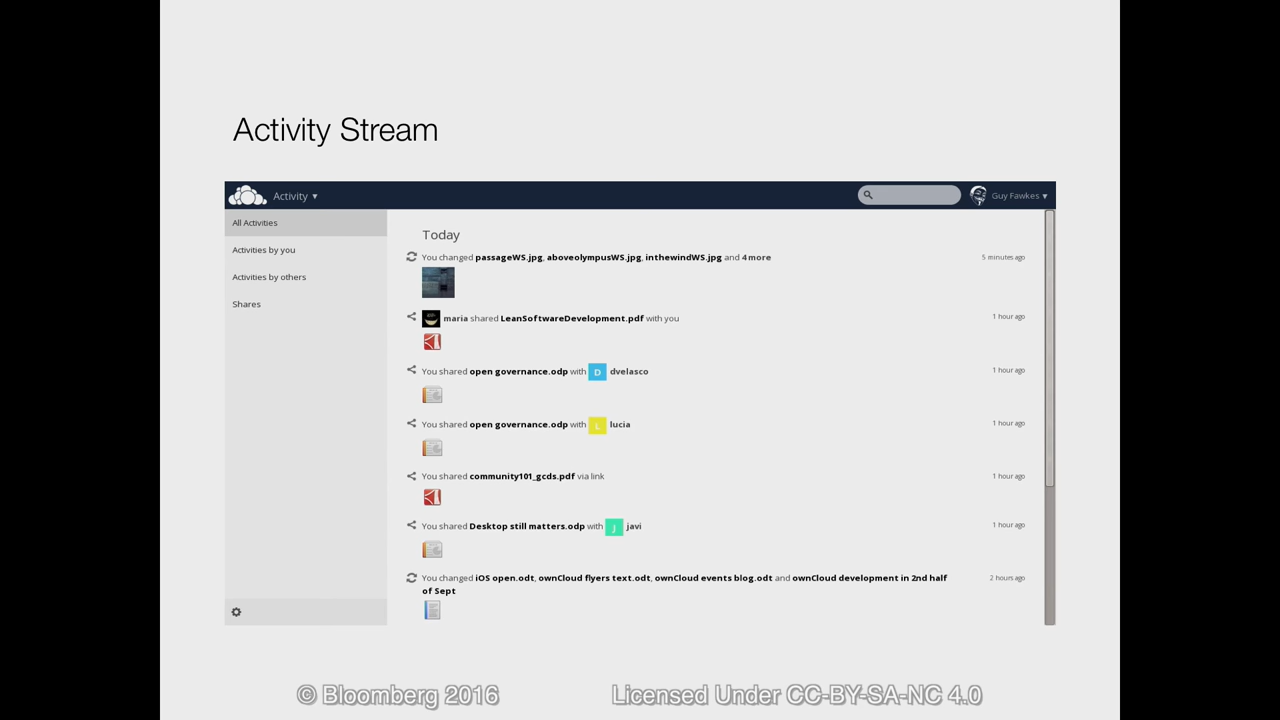 Activity Stream
Activity ▾
Guy Fawkes ▾
All Activities
Activities by you
Activities by others
Shares
Today
You changed passageWS.jpg, aboveolympusWS.jpg, inthewindWS.jpg and 4 more
5 minutes ago
maria shared LeanSoftwareDevelopment.pdf with you
1 hour ago
You shared open governance.odp with D dvelasco
1 hour ago
You shared open governance.odp with L lucia
1 hour ago
You shared community101_gcds.pdf via link
1 hour ago
You shared Desktop still matters.odp with J javi
1 hour ago
You changed iOS open.odt, ownCloud flyers text.odt, ownCloud events blog.odt and ownCloud development in 2nd half
of Sept
2 hours ago
© Bloomberg 2016
Licensed Under CC-BY-SA-NC 4.0